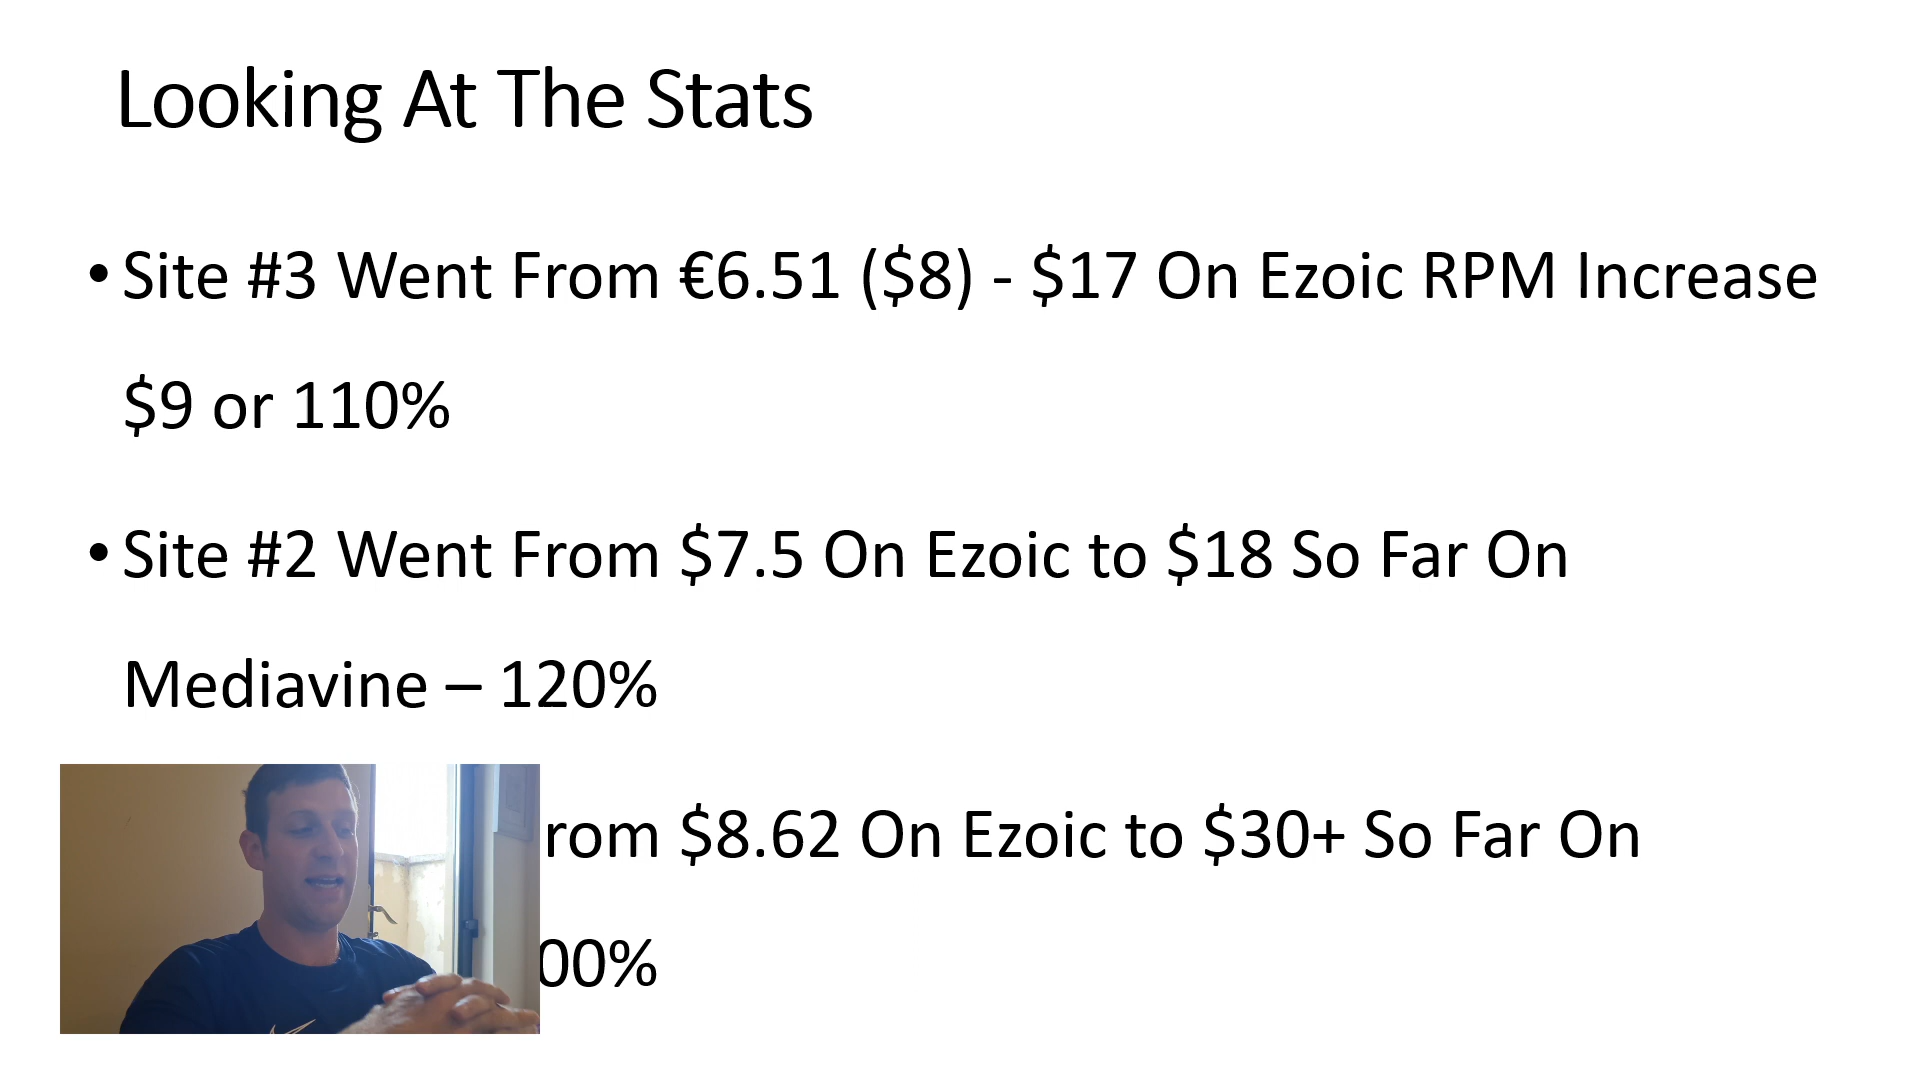 Looking At The Stats
• Site #3 Went From €6.51 ($8) - $17 On Ezoic RPM Increase
$9 or 110%
• Site #2 Went From $7.5 On Ezoic to $18 So Far On
Mediavine – 120%
rom $8.62 On Ezoic to $30+ So Far On
00%